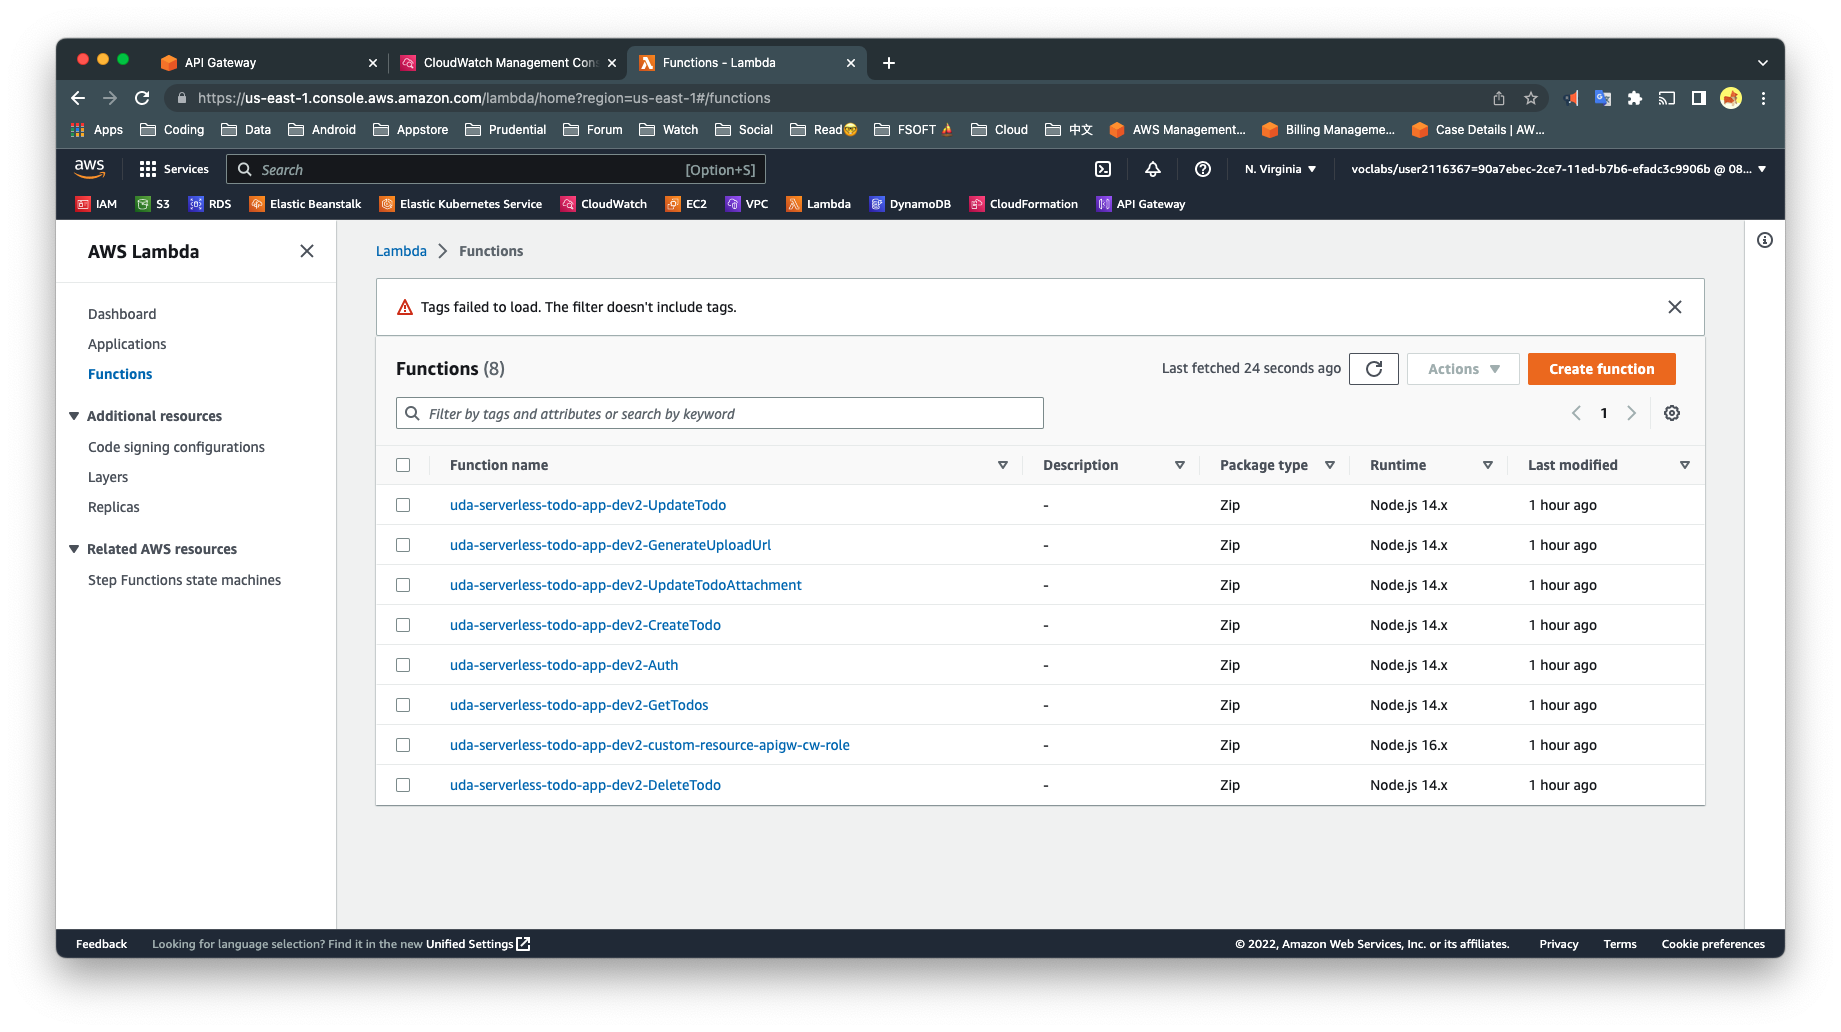 API Gateway
CloudWatch Management Cons
Functions - Lambda
https://us-east-1.console.aws.amazon.com/lambda/home?region=us-east-1#/functions
Apps Coding Data Android Appstore Prudential Forum Watch Social Read🤓 FSOFT Cloud 中文 AWS Management... Billing Manageme... Case Details | AW...
aws Services Search [Option+S] N. Virginia voclabs/user2116367=90a7ebec-2ce7-11ed-b7b6-efadc3c9906b @ 08...
IAM S3 RDS Elastic Beanstalk Elastic Kubernetes Service CloudWatch EC2 VPC Lambda DynamoDB CloudFormation API Gateway
AWS Lambda
Dashboard
Applications
Functions
Additional resources
Code signing configurations
Layers
Replicas
Related AWS resources
Step Functions state machines
Lambda Functions
Tags failed to load. The filter doesn't include tags.
Functions (8) Last fetched 24 seconds ago Actions Create function
Filter by tags and attributes or search by keyword 1
Function name Description Package type Runtime Last modified
uda-serverless-todo-app-dev2-UpdateTodo - Zip Node.js 14.x 1 hour ago
uda-serverless-todo-app-dev2-GenerateUploadUrl - Zip Node.js 14.x 1 hour ago
uda-serverless-todo-app-dev2-UpdateTodoAttachment - Zip Node.js 14.x 1 hour ago
uda-serverless-todo-app-dev2-CreateTodo - Zip Node.js 14.x 1 hour ago
uda-serverless-todo-app-dev2-Auth - Zip Node.js 14.x 1 hour ago
uda-serverless-todo-app-dev2-GetTodos - Zip Node.js 14.x 1 hour ago
uda-serverless-todo-app-dev2-custom-resource-apigw-cw-role - Zip Node.js 16.x 1 hour ago
uda-serverless-todo-app-dev2-DeleteTodo - Zip Node.js 14.x 1 hour ago
Feedback Looking for language selection? Find it in the new Unified Settings © 2022, Amazon Web Services, Inc. or its affiliates. Privacy Terms Cookie preferences